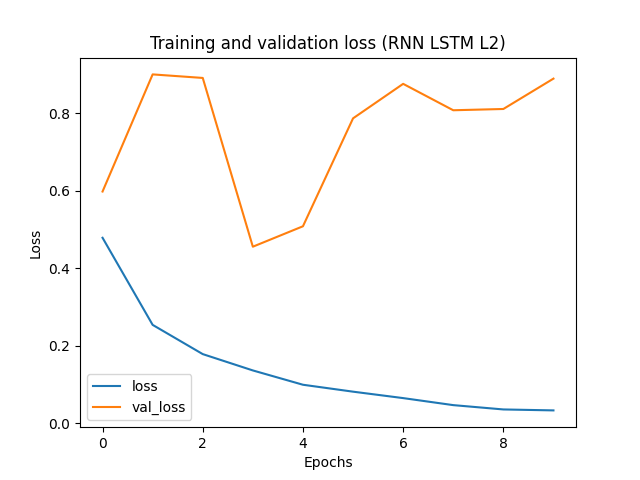 Training and validation loss (RNN LSTM L2)
Loss
0.8
0.6
0.4
0.2
0.0
loss
val_loss
0 2 4 6 8
Epochs